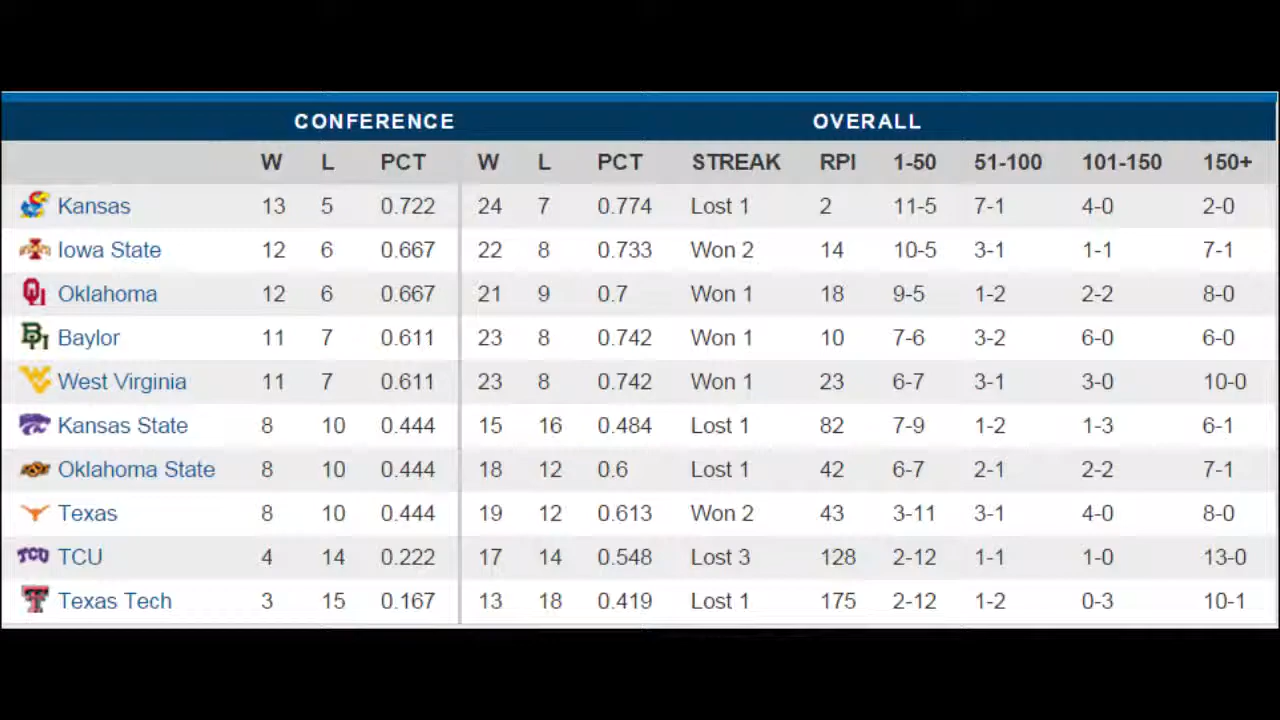 CONFERENCE OVERALL
W L PCT W L PCT STREAK RPI 1-50 51-100 101-150 150+
Kansas 13 5 0.722 24 7 0.774 Lost 1 2 11-5 7-1 4-0 2-0
Iowa State 12 6 0.667 22 8 0.733 Won 2 14 10-5 3-1 1-1 7-1
Oklahoma 12 6 0.667 21 9 0.7 Won 1 18 9-5 1-2 2-2 8-0
Baylor 11 7 0.611 23 8 0.742 Won 1 10 7-6 3-2 6-0 6-0
West Virginia 11 7 0.611 23 8 0.742 Won 1 23 6-7 3-1 3-0 10-0
Kansas State 8 10 0.444 15 16 0.484 Lost 1 82 7-9 1-2 1-3 6-1
Oklahoma State 8 10 0.444 18 12 0.6 Lost 1 42 6-7 2-1 2-2 7-1
Texas 8 10 0.444 19 12 0.613 Won 2 43 3-11 3-1 4-0 8-0
TCU TCU 4 14 0.222 17 14 0.548 Lost 3 128 2-12 1-1 1-0 13-0
Texas Tech 3 15 0.167 13 18 0.419 Lost 1 175 2-12 1-2 0-3 10-1